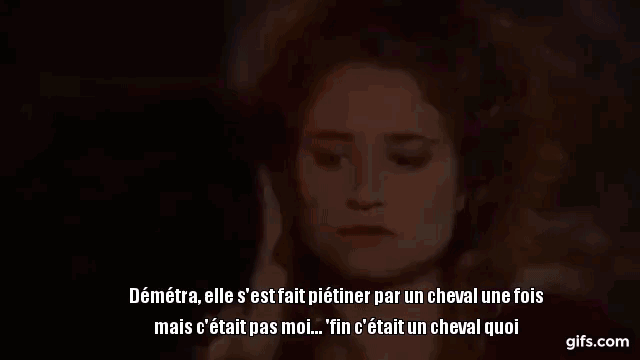 Démétra, elle s'est fait piétiner par un cheval une fois
mais c'était pas moi... 'fin c'était un cheval quoi
gifs.com